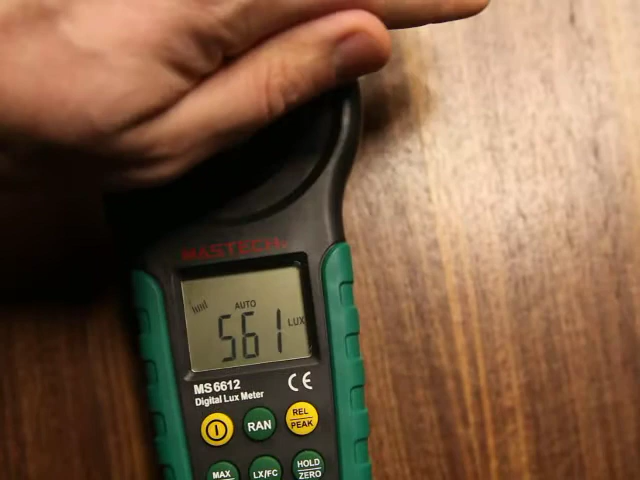 MASTECH
AUTO
561 LUX
MS6612
Digital Lux Meter
CE
RAN
REL
PEAK
MAX
LX/FC
HOLD
ZERO